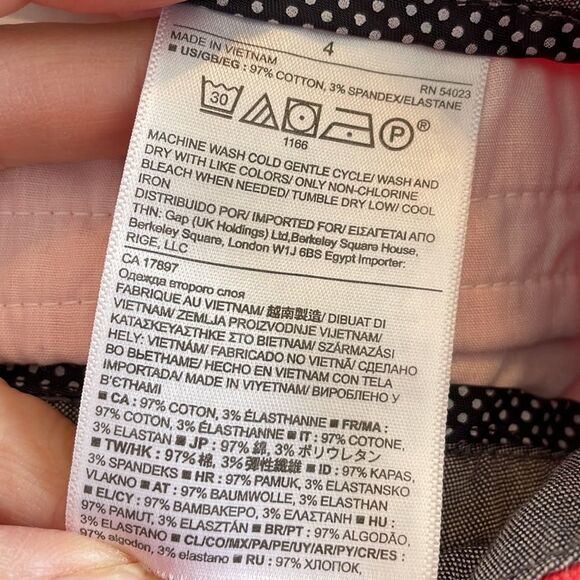 4
MADE IN VIETNAM RN 54023
■ US/GB/EG : 97% COTTON, 3% SPANDEX/ELASTANE
30 P ®
1166
MACHINE WASH COLD GENTLE CYCLE/ WASH AND
DRY WITH LIKE COLORS/ ONLY NON-CHLORINE
BLEACH WHEN NEEDED/ TUMBLE DRY LOW/ COOL
IRON
DISTRIBUIDO POR/ IMPORTED FOR/ ΕΙΣΑΓΕΤΑΙ ΑΠΟ
ΤΗΝ: Gap (UK Holdings) Ltd,Berkeley Square House,
Berkeley Square, London W1J 6BS Egypt Importer:
RIGE, LLC
CA 17897
Одежда второго слоя
FABRIQUE AU VIETNAM/ 越南製造/ DIBUAT DI
VIETNAM/ ZEMLJA PROIZVODNJE VIJETNAM/
ΚΑΤΑΣΚΕΥΑΣΤΗΚΕ ΣΤΟ ΒΙΕΤΝΑΜ/ SZÁRMAZÁSI
HELY: VIETNÁM/ FABRICADO NO VIETNÃ/ СДЕЛАНО
ВО ВЬЕТНАМЕ/ HECHO EN VIETNAM CON TELA
IMPORTADA/ MADE IN VIYETNAM/ ВИРОБЛЕНО У
В'ЄТНАМІ
■ CA : 97% COTTON, 3% ÉLASTHANNE ■ FR/MA :
97% COTON, 3% ÉLASTHANNE ■ IT : 97% COTONE,
3% ELASTAN ■ JP : 97% 綿, 3% ポリウレタン
■ TW/HK : 97% 棉, 3% 彈性纖維 ■ ID : 97% KAPAS,
3% SPANDEKS ■ HR : 97% PAMUK, 3% ELASTANSKO
VLAKNO ■ AT : 97% BAUMWOLLE, 3% ELASTHAN
■ EL/CY : 97% ΒΑΜΒΑΚΕΡΟ, 3% ΕΛΑΣΤΑΝΗ ■ HU :
97% PAMUT, 3% ELASZTÁN ■ BR/PT : 97% ALGODÃO,
3% ELASTANO ■ CL/CO/MX/PA/PE/UY/AR/PY/CR/ES :
97% algodon, 3% elastano ■ RU : 97% ХЛОПОК,